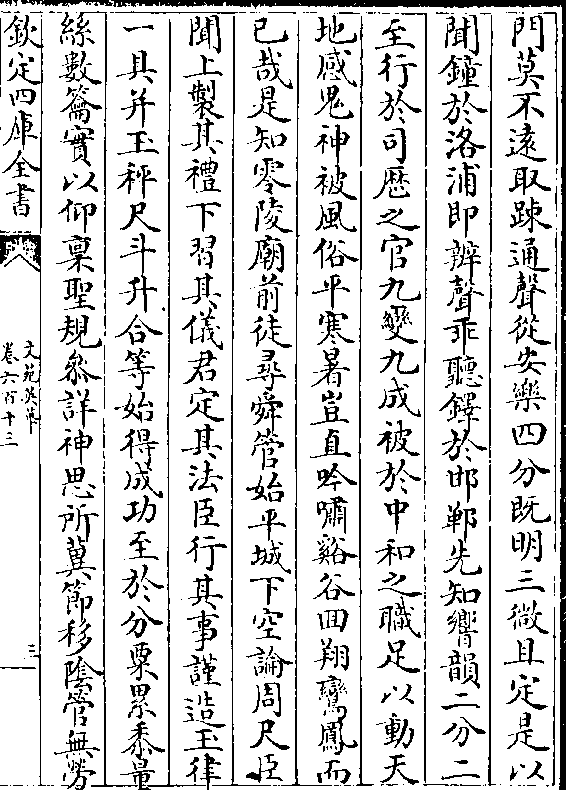 門莫不遠取踈通聲從安樂四分既明三微且定是以
聞鐘於洛浦即辨聲乖聽鐸於邯鄲先知響韻二分二
至行於司歴之官九變九成被於中和之職足以動天
地感鬼神被風俗平寒暑豈直吟嘯谿谷囬翔鸞鳳而
已哉是知零陵廟前徒尋舜管始平城下空論周尺臣
聞上製其禮下習其儀君定其法臣行其事謹造玉律
一具并玉秤尺斗升合等始得成功至於分粟累黍量
絲數籥實以仰稟聖規叅詳神思所冀節移陰管無勞
欽定四庫全書
文苑英華
卷六百十三
三